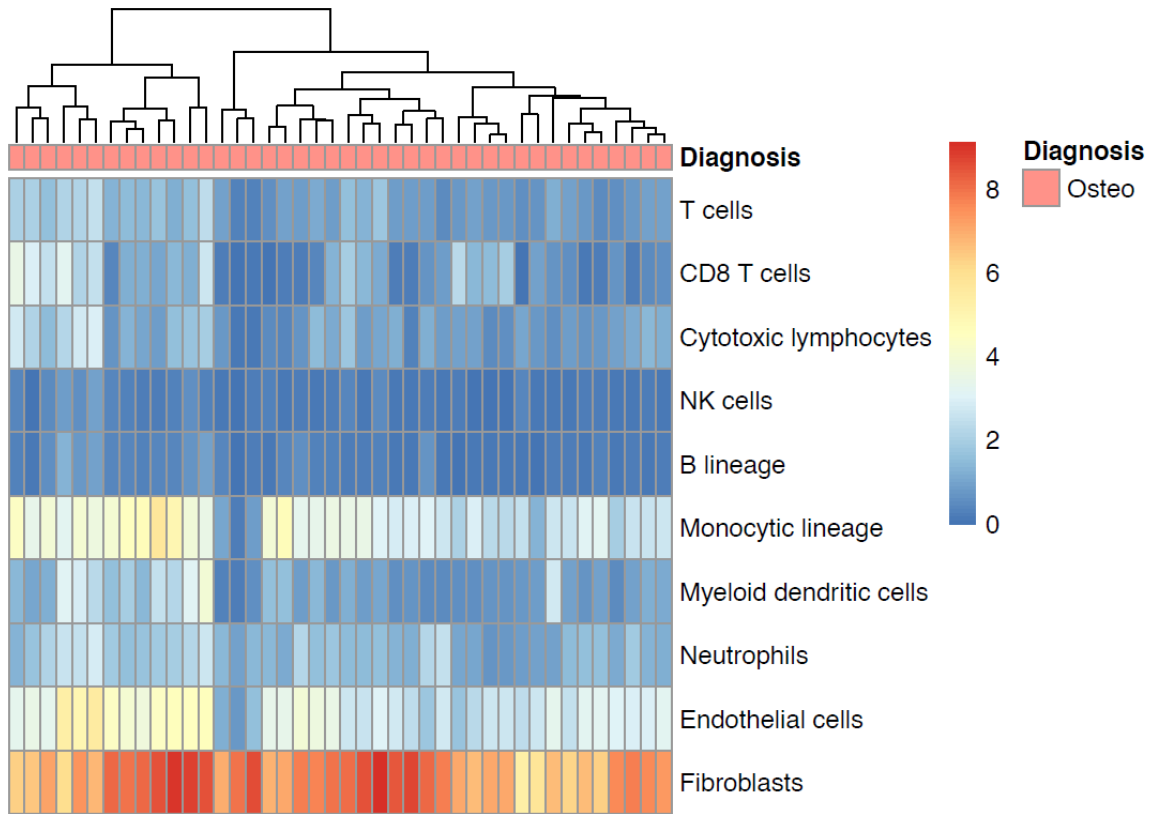 Diagnosis
T cells
CD8 T cells
Cytotoxic lymphocytes
NK cells
B lineage
Monocytic lineage
Myeloid dendritic cells
Neutrophils
Endothelial cells
Fibroblasts
8
6
4
2
0
Diagnosis
Osteo